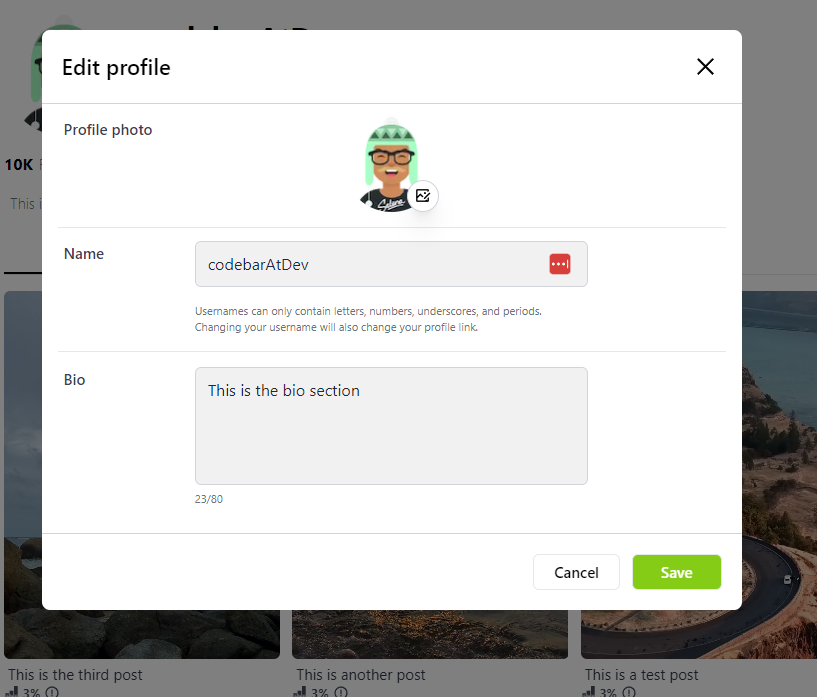 Edit profile
Profile photo
10K
This i
Name
codebarAtDev
Usernames can only contain letters, numbers, underscores, and periods.
Changing your username will also change your profile link.
Bio
This is the bio section
23/80
Cancel
Save
This is the third post
This is another post
This is a test post
3%
3%
3%